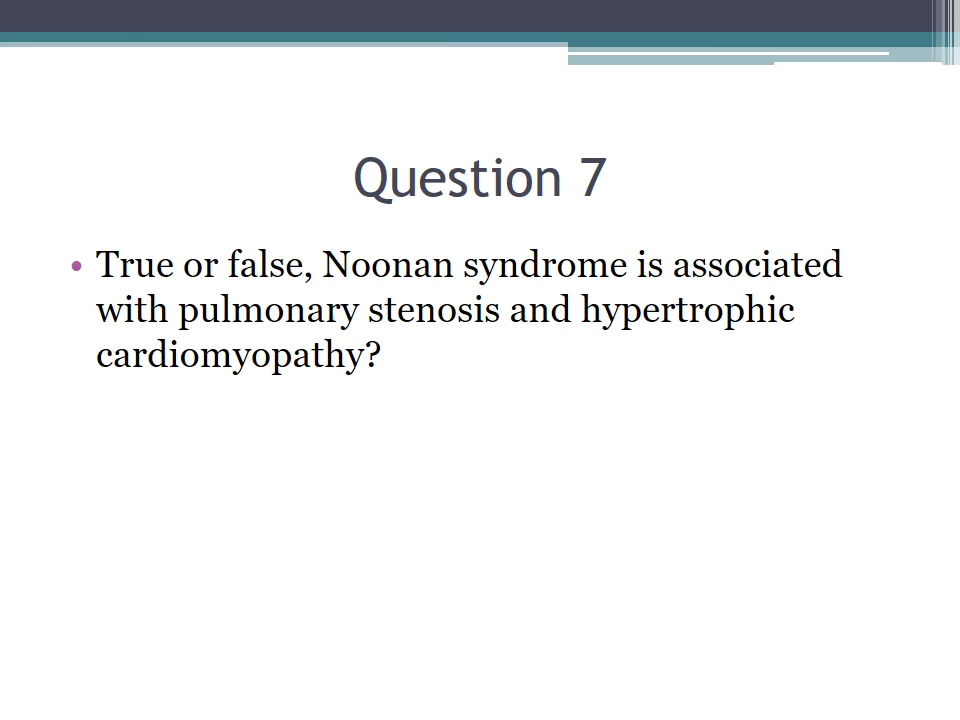 Question 7
• True or false, Noonan syndrome is associated
with pulmonary stenosis and hypertrophic
cardiomyopathy?